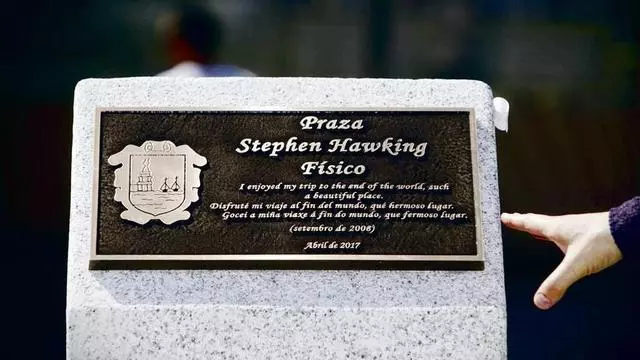 Praza
Stephen Hawking
Físico
I enjoyed my trip to the end of the world, such
a beautiful place.
Disfruté mi viaje al fin del mundo, qué hermoso lugar.
Gocei a miña viaxe á fin do mundo, que fermoso lugar.
(setembro de 2008)
Abril de 2017